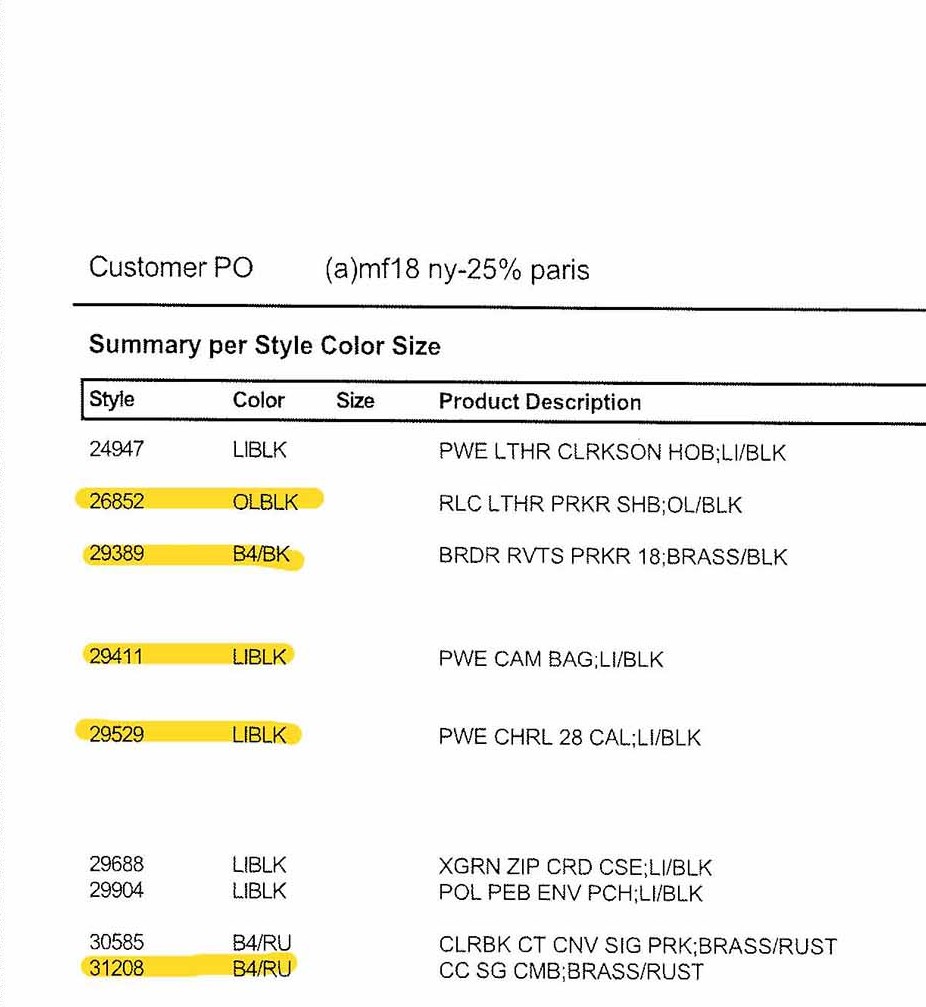 Customer PO (a)mf18 ny-25% paris
Summary per Style Color Size
Style Color Size Product Description
24947 LIBLK PWE LTHR CLRKSON HOB;LI/BLK
26852 OLBLK RLC LTHR PRKR SHB;OL/BLK
29389 B4/BK BRDR RVTS PRKR 18;BRASS/BLK
29411 LIBLK PWE CAM BAG;LI/BLK
29529 LIBLK PWE CHRL 28 CAL;LI/BLK
29688 LIBLK XGRN ZIP CRD CSE;LI/BLK
29904 LIBLK POL PEB ENV PCH;LI/BLK
30585 B4/RU CLRBK CT CNV SIG PRK;BRASS/RUST
31208 B4/RU CC SG CMB;BRASS/RUST